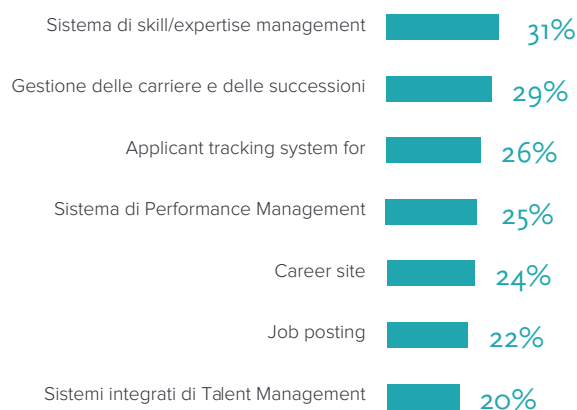 Sistema di skill/expertise management 31%
Gestione delle carriere e delle successioni 29%
Applicant tracking system for 26%
Sistema di Performance Management 25%
Career site 24%
Job posting 22%
Sistemi integrati di Talent Management 20%